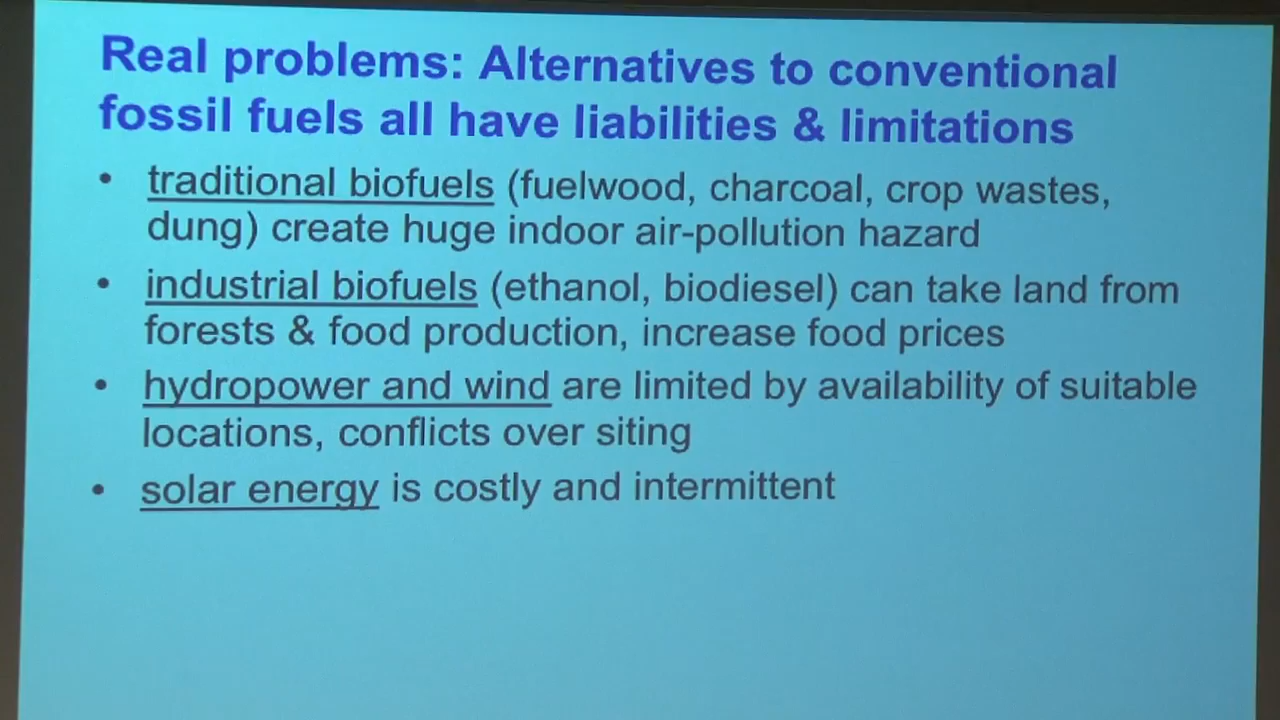 Real problems: Alternatives to conventional
fossil fuels all have liabilities & limitations
• traditional biofuels (fuelwood, charcoal, crop wastes,
dung) create huge indoor air-pollution hazard
• industrial biofuels (ethanol, biodiesel) can take land from
forests & food production, increase food prices
• hydropower and wind are limited by availability of suitable
locations, conflicts over siting
• solar energy is costly and intermittent